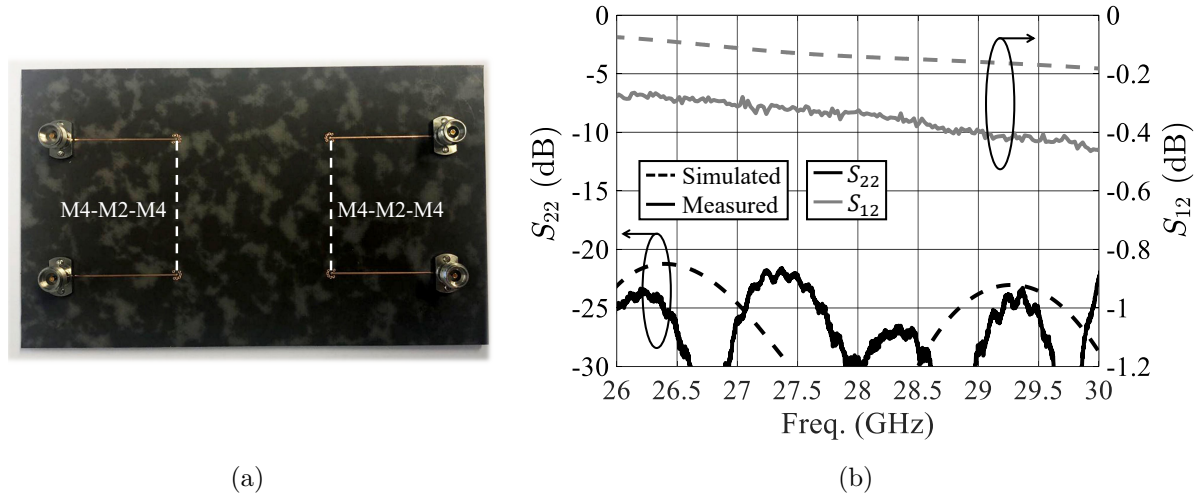 M4-M2-M4
M4-M2-M4
(a)
0
-5
-10
-15
-20
-25
-30
S₂₂ (dB)
Simulated
Measured
S₂₂
S₁₂
0
-0.2
-0.4
-0.6
-0.8
-1
-1.2
S₁₂ (dB)
26 26.5 27 27.5 28 28.5 29 29.5 30
Freq. (GHz)
(b)